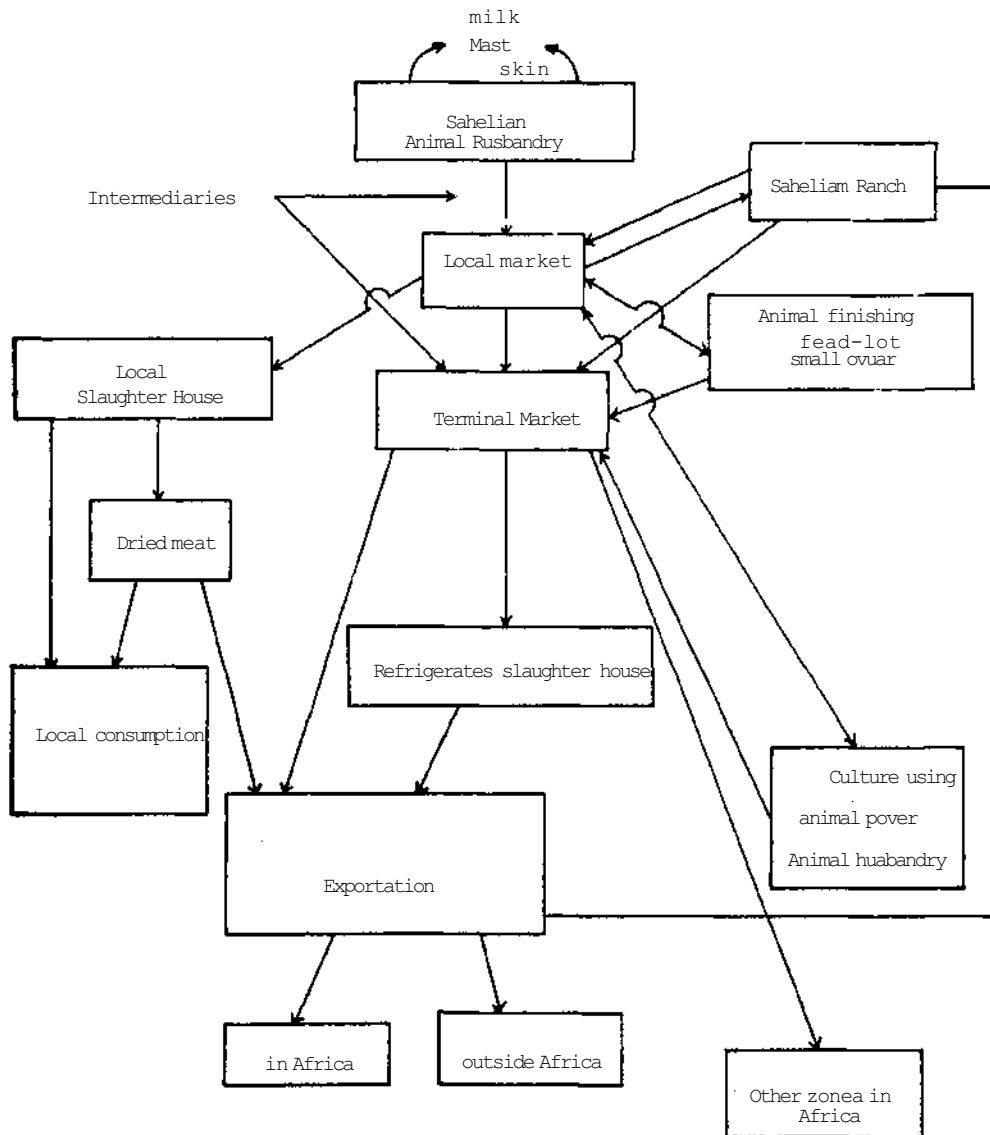 milk
Mast
skin
Sahelian
Animal Rusbandry
Saheliam Ranch
Intermediaries
Local market
Animal finishing
fead-lot
small ovuar
Local
Slaughter House
Terminal Market
Dried meat
Refrigerates slaughter house
Local consumption
Culture using
animal pover
Animal huabandry
Exportation
in Africa
outside Africa
Other zonea in
Africa